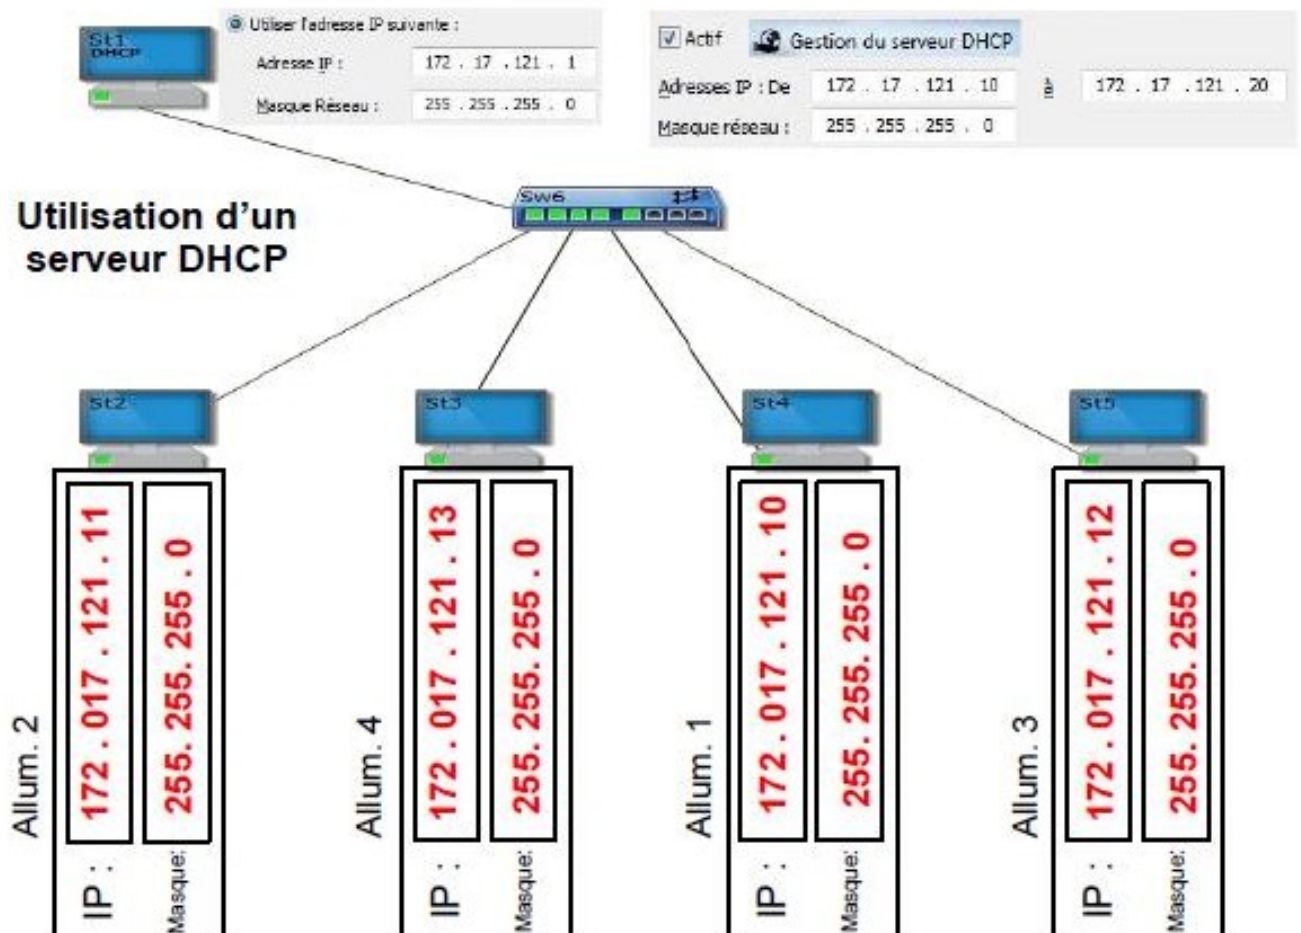 St1
DHCP
Utiliser l'adresse IP suivante :
Adresse IP : 172 . 17 . 121 . 1
Masque Réseau : 255 . 255 . 255 . 0
Actif Gestion du serveur DHCP
Adresses IP : De 172 . 17 . 121 . 10 à 172 . 17 . 121 . 20
Masque réseau : 255 . 255 . 255 . 0
Utilisation d'un
serveur DHCP
Sw6
St2
St3
St4
St5
Allum. 2
IP : 172 . 017 . 121 . 11
Masque: 255. 255. 255 . 0
Allum. 4
IP : 172 . 017 . 121 . 13
Masque: 255. 255. 255 . 0
Allum. 1
IP : 172 . 017 . 121 . 10
Masque: 255. 255. 255 . 0
Allum. 3
IP : 172 . 017 . 121 . 12
Masque: 255. 255. 255 . 0